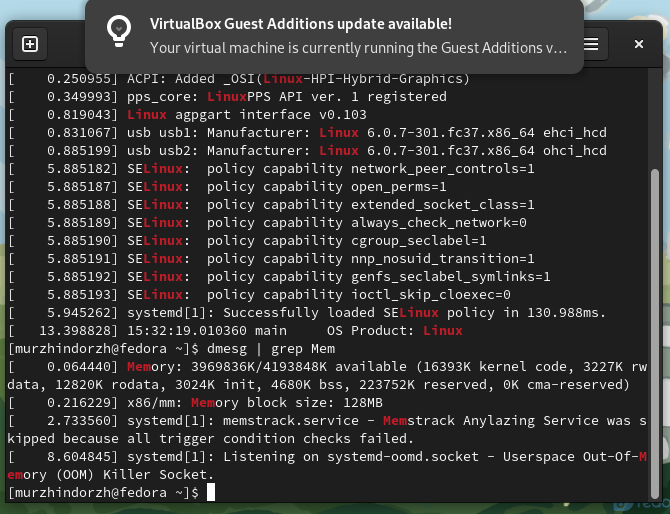 VirtualBox Guest Additions update available!
Your virtual machine is currently running the Guest Additions v…
[    0.250955] ACPI: Added _OSI(Linux-HPI-Hybrid-Graphics)
[    0.349993] pps_core: LinuxPPS API ver. 1 registered
[    0.819043] Linux agpgart interface v0.103
[    0.831067] usb usb1: Manufacturer: Linux 6.0.7-301.fc37.x86_64 ehci_hcd
[    0.885199] usb usb2: Manufacturer: Linux 6.0.7-301.fc37.x86_64 ohci_hcd
[    5.885182] SELinux:  policy capability network_peer_controls=1
[    5.885187] SELinux:  policy capability open_perms=1
[    5.885188] SELinux:  policy capability extended_socket_class=1
[    5.885189] SELinux:  policy capability always_check_network=0
[    5.885190] SELinux:  policy capability cgroup_seclabel=1
[    5.885191] SELinux:  policy capability nnp_nosuid_transition=1
[    5.885192] SELinux:  policy capability genfs_seclabel_symlinks=1
[    5.885193] SELinux:  policy capability ioctl_skip_cloexec=0
[    5.945262] systemd[1]: Successfully loaded SELinux policy in 130.988ms.
[   13.398828] 15:32:19.010360 main     OS Product: Linux
[murzhindorzh@fedora ~]$ dmesg | grep Mem
[    0.064440] Memory: 3969836K/4193848K available (16393K kernel code, 3227K rw
data, 12820K rodata, 3024K init, 4680K bss, 223752K reserved, 0K cma-reserved)
[    0.216229] x86/mm: Memory block size: 128MB
[    2.733560] systemd[1]: memstrack.service - Memstrack Anylazing Service was s
kipped because all trigger condition checks failed.
[    8.604845] systemd[1]: Listening on systemd-oomd.socket - Userspace Out-Of-M
emory (OOM) Killer Socket.
[murzhindorzh@fedora ~]$